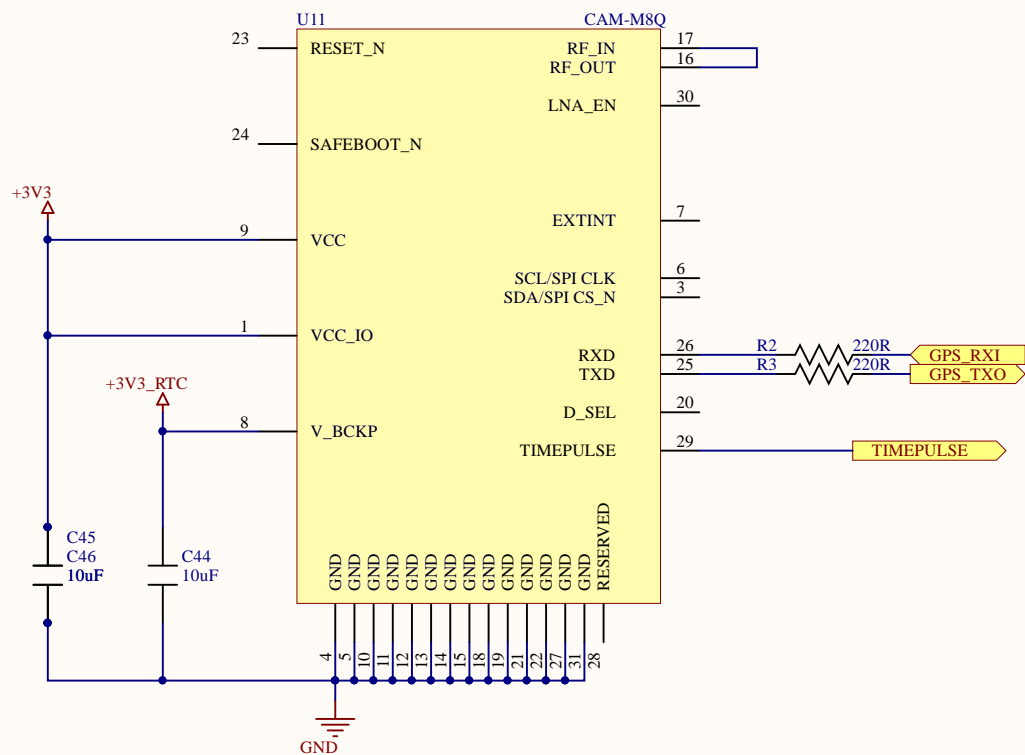 U11 CAM-M8Q
23 RESET_N RF_IN 17
RF_OUT 16
LNA_EN 30
24 SAFEBOOT_N
+3V3
EXTINT 7
9 VCC
SCL/SPI CLK 6
SDA/SPI CS_N 3
1 VCC_IO
RXD 26 R2 220R GPS_RXI
TXD 25 R3 220R GPS_TXO
+3V3_RTC
D_SEL 20
8 V_BCKP
TIMEPULSE 29 TIMEPULSE
C45
C46
10uF
C44
10uF
GND GND GND GND GND GND GND GND GND GND GND GND GND GND RESERVED
4 5 10 11 12 13 14 15 18 19 21 22 27 31 28
GND